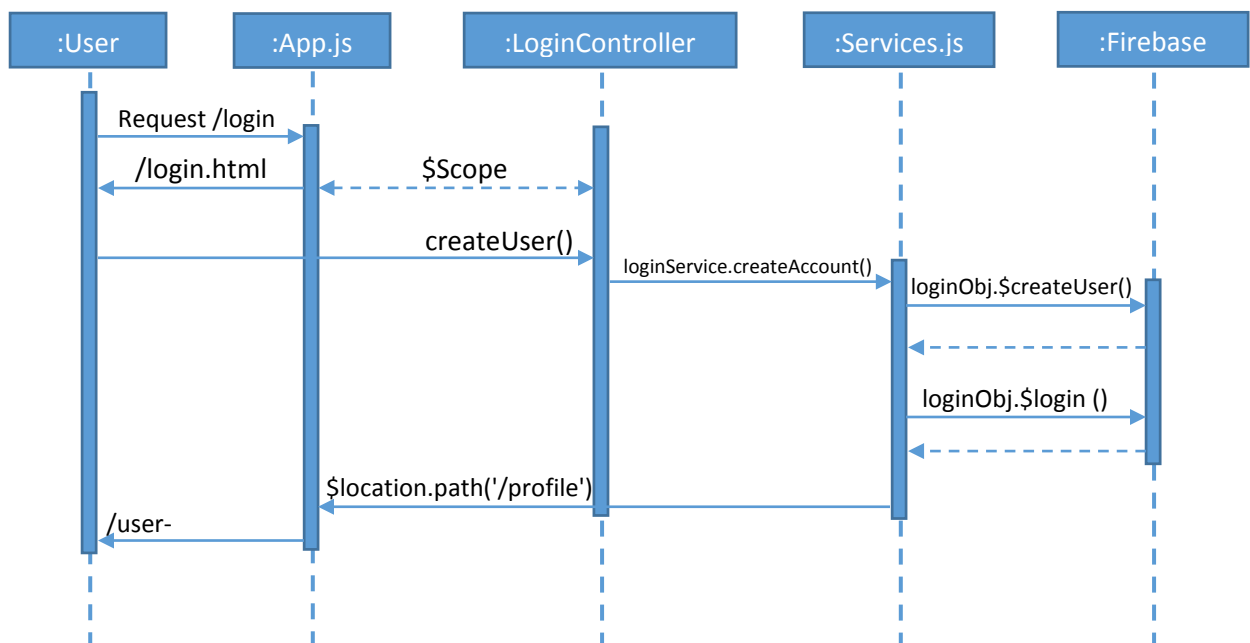 :User
:App.js
:LoginController
:Services.js
:Firebase
Request /login
/login.html
$Scope
createUser()
loginService.createAccount()
loginObj.$createUser()
loginObj.$login ()
$location.path('/profile')
/user-